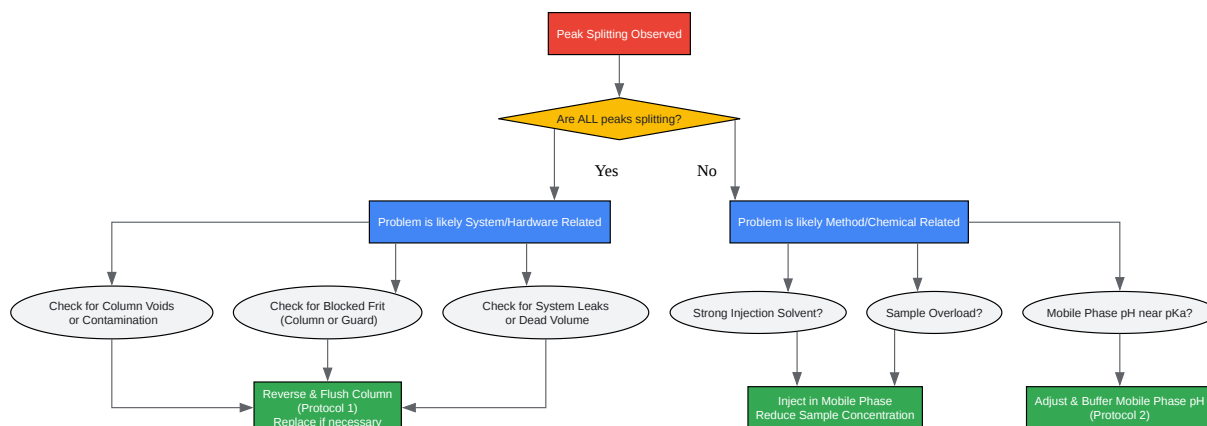 Peak Splitting Observed
Are ALL peaks splitting?
Yes
No
Problem is likely System/Hardware Related
Problem is likely Method/Chemical Related
Check for Column Voids
or Contamination
Check for Blocked Frit
(Column or Guard)
Check for System Leaks
or Dead Volume
Strong Injection Solvent?
Sample Overload?
Mobile Phase pH near pKa?
Reverse & Flush Column
(Protocol 1)
Replace if necessary
Inject in Mobile Phase
Reduce Sample Concentration
Adjust & Buffer Mobile Phase pH
(Protocol 2)